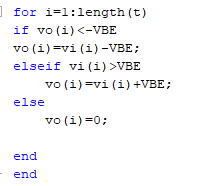 for i=1:length(t)
if vo(i)<-VBE
vo(i)=vi(i)-VBE;
elseif vi(i)>VBE
vo(i)=vi(i)+VBE;
else
vo(i)=0;
end
end